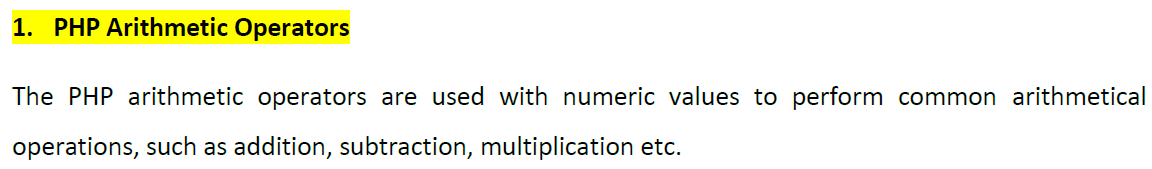 1. PHP Arithmetic Operators
The PHP arithmetic operators are used with numeric values to perform common arithmetical
operations, such as addition, subtraction, multiplication etc.